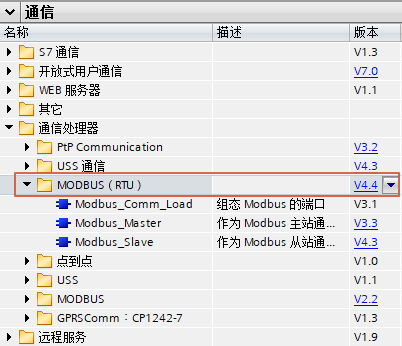 通信
名称 描述 版本
S7 通信 V1.3
开放式用户通信 V7.0
WEB 服务器 V1.1
其它
通信处理器
PtP Communication V3.2
USS 通信 V4.3
MODBUS（RTU） V4.4
Modbus_Comm_Load 组态 Modbus 的端口 V3.1
Modbus_Master 作为 Modbus 主站通... V3.3
Modbus_Slave 作为 Modbus 从站通... V4.3
点到点 V1.0
USS V1.1
MODBUS V2.2
GPRSComm：CP1242-7 V1.3
远程服务 V1.9